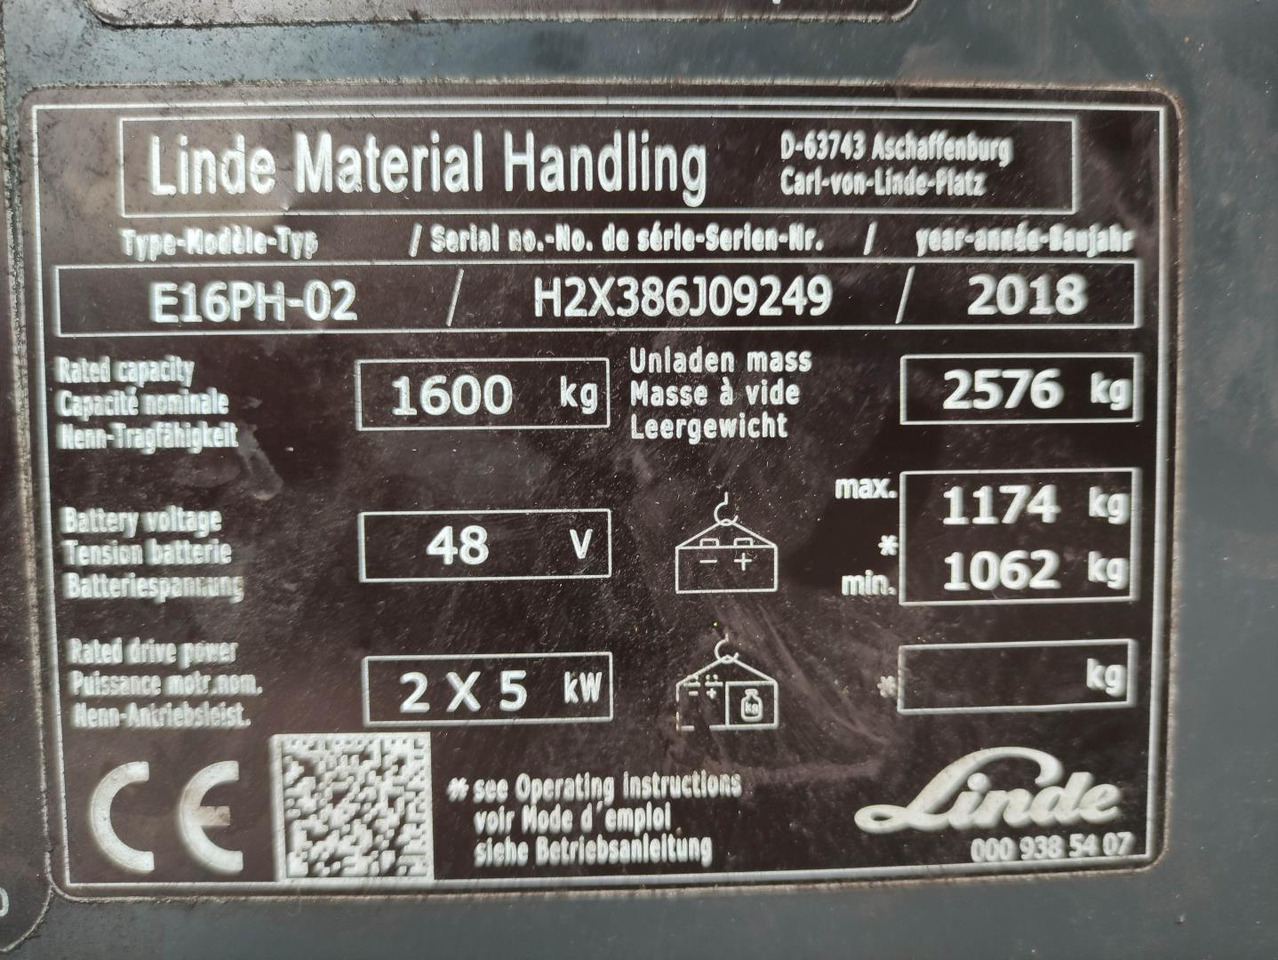 Linde Material Handling
D-63743 Aschaffenburg
Carl-von-Linde-Platz
Type-Modèle-Typ / Serial no.-No. de série-Serien-Nr. / year-année-Baujahr
E16PH-02 / H2X386J09249 / 2018
Rated capacity
Capacité nominale
Nenn-Tragfähigkeit
1600 kg
Unladen mass
Masse à vide
Leergewicht
2576 kg
Battery voltage
Tension batterie
Batteriespannung
48 V
- +
max. 1174 kg
*
min. 1062 kg
Rated drive power
Puissance motr.nom.
Nenn-Antriebsleist.
2 X 5 kW
- +
kg
* kg
CE
* see Operating instructions
voir Mode d'emploi
siehe Betriebsanleitung
Linde
000 938 54 07